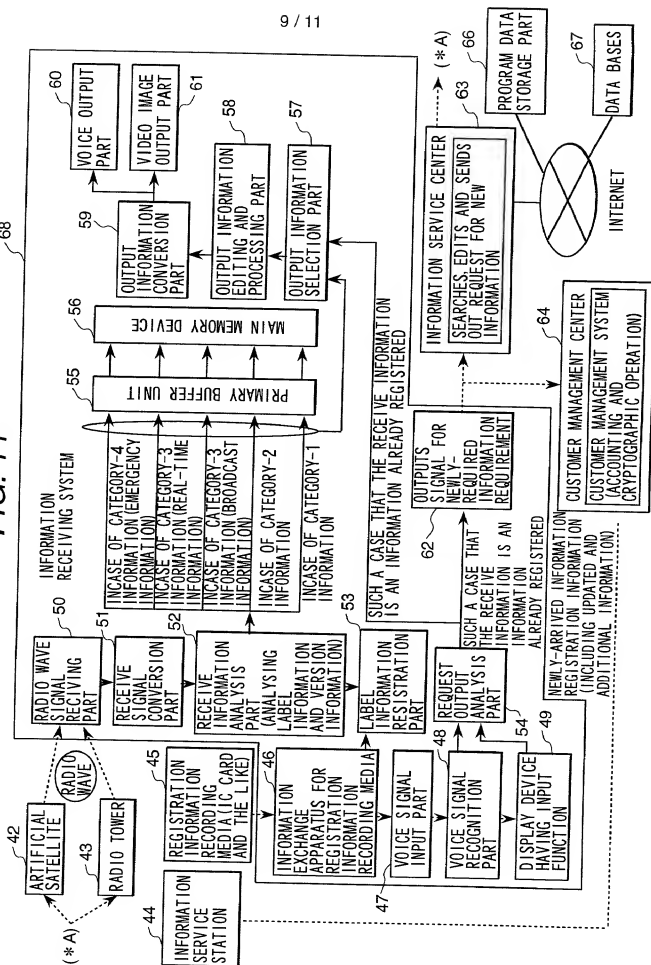 9/11
FIG. 11
68
(*A)
42
ARTIFICIAL
SATELLITE
43
RADIO TOWER
RADIO
WAVE
44
INFORMATION
SERVICE
STATION
INFORMATION
RECEIVING SYSTEM
50
RADIO WAVE
SIGNAL
RECIVING
PART
51
RECEIVE
SIGNAL
CONVERSION
PART
52
RECEIVE
INFORMATION
ANALYSIS
PART
(ANALYSING
LABEL
INFORMATION
AND VERSION
INFORMATION)
53
LABEL
INFORMATION
RESISTRATION
PART
45
REGISTRATION
INFORMATION
RECORDING
MEDIA(IC CARD
AND THE LIKE)
46
INFORMATION
EXCHANGE
APPARATUS FOR
REGISTRATION
INFORMATION
RECORDING MEDIA
47
VOICE SIGNAL
INPUT PART
48
VOICE SIGNAL
RECOGNITION
PART
49
DISPLAY DEVICE
HAVING INPUT
FUNCTION
54
REQUEST
OUTPUT
ANALYSIS
PART
INCASE OF CATEGORY-4
INFORMATION (EMERGENCY
INFORMATION)
INCASE OF CATEGORY-3
INFORMATION (REAL-TIME
INFORMATION)
INCASE OF CATEGORY-3
INFORMATION (BROADCAST
INFORMATION)
INCASE OF CATEGORY-2
INFORMATION
INCASE OF CATEGORY-1
INFORMATION
55
PRIMARY BUFFER UNIT
56
MAIN MEMORY DEVICE
57
OUTPUT INFORMATION
SELECTION PART
58
OUTPUT INFORMATION
EDITING AND
PROCESSING PART
59
OUTPUT
INFORMATION
CONVERSION
PART
60
VOICE OUTPUT
PART
61
VIDEO IMAGE
OUTPUT PART
SUCH A CASE THAT THE RECEIVE INFORMATION
IS AN INFORMATION ALREADY REGISTERED
SUCH A CASE THAT
THE RECEIVE
INFORMATION IS AN
INFORMATION
ALREADY REGISTERED
62
OUTPUTS SIGNAL FOR
NEWLY-
REQUIRED
INFORMATION
REQUIREMENT
NEWLY-ARRIVED INFORMATION
REGISTRATION INFORMATION
(INCLUDING UPDATED AND
ADDITIONAL INFORMATION)
63
INFORMATION SERVICE CENTER
SEARCHES,EDITS AND SENDS
OUT REQUEST FOR NEW
INFORMATION
(*A)
64
CUSTOMER MANAGEMENT CENTER
CUSTOMER MANAGEMENT SYSTEM
(ACCOUNTING AND
CRYPTOGRAPHIC OPERATION)
INTERNET
66
PROGRAM DATA
STORAGE PART
67
DATA BASES